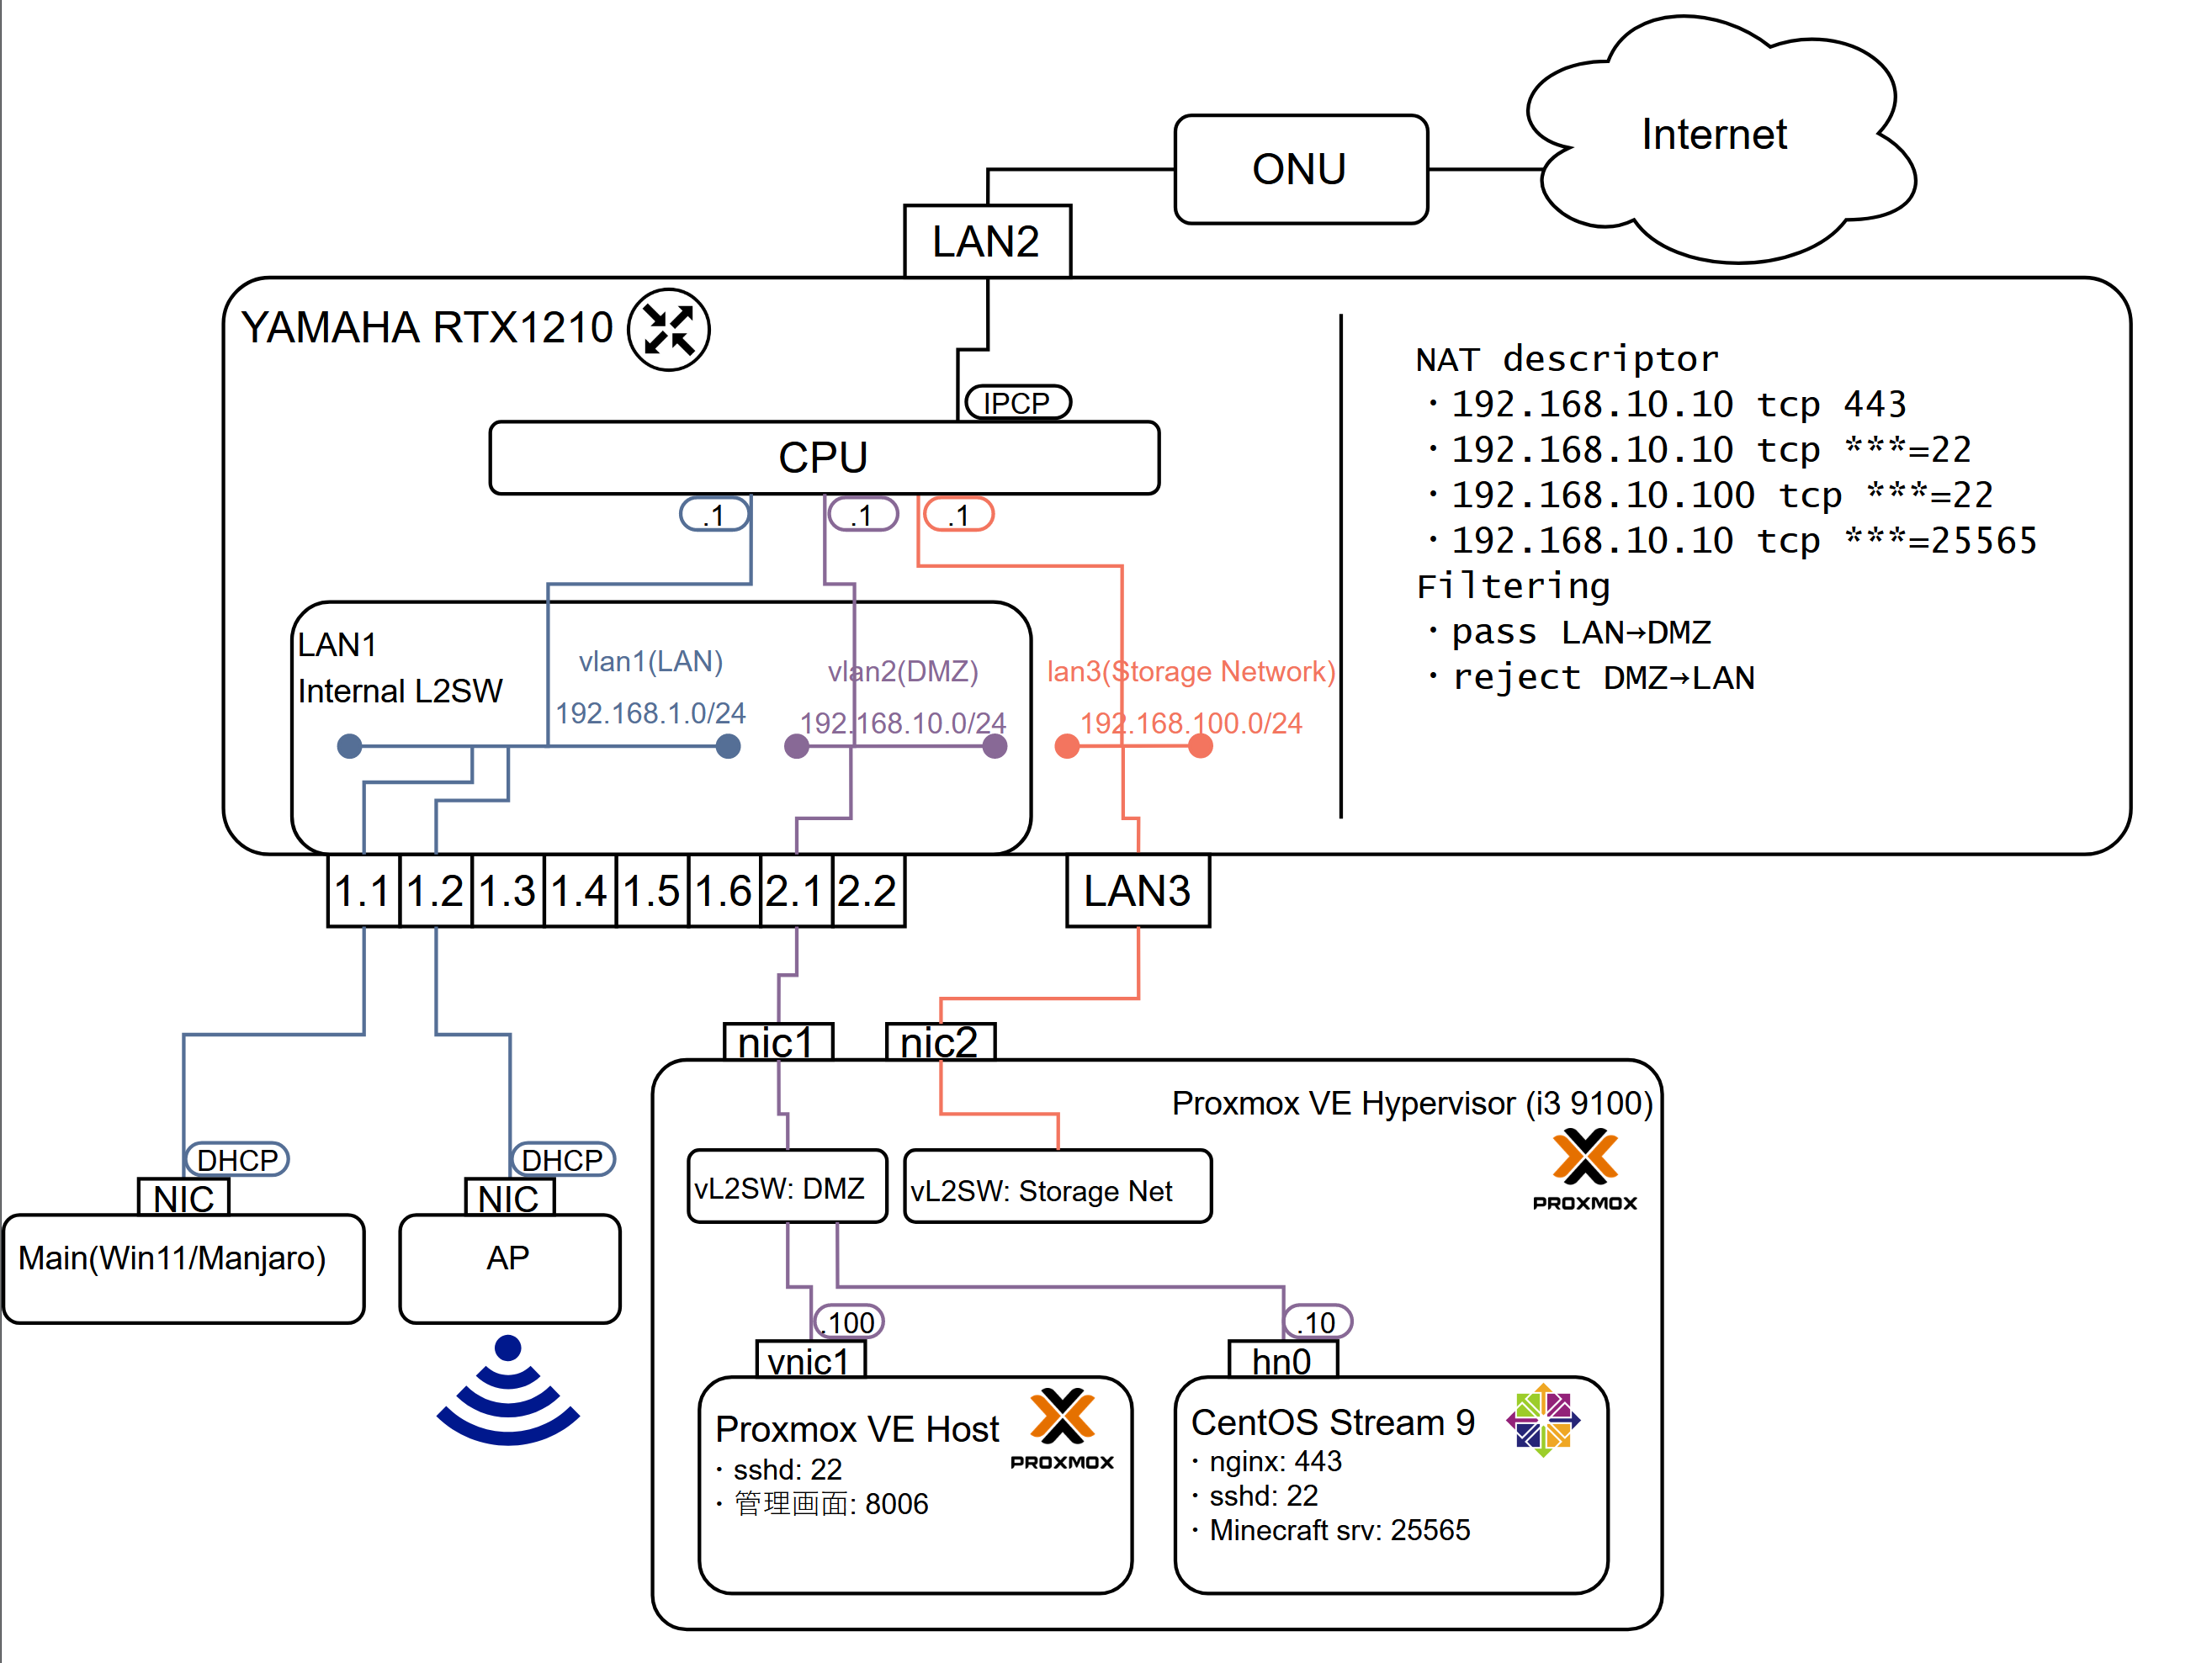 Internet
ONU
LAN2
YAMAHA RTX1210
IPCP
CPU
.1
.1
.1
NAT descriptor
・192.168.10.10 tcp 443
・192.168.10.10 tcp ***=22
・192.168.10.100 tcp ***=22
・192.168.10.10 tcp ***=25565
Filtering
・pass LAN→DMZ
・reject DMZ→LAN
LAN1
Internal L2SW
vlan1(LAN)
192.168.1.0/24
vlan2(DMZ)
192.168.10.0/24
lan3(Storage Network)
192.168.100.0/24
1.1
1.2
1.3
1.4
1.5
1.6
2.1
2.2
LAN3
nic1
nic2
Proxmox VE Hypervisor (i3 9100)
PROXMOX
DHCP
NIC
Main(Win11/Manjaro)
DHCP
NIC
AP
vL2SW: DMZ
vL2SW: Storage Net
.100
vnic1
Proxmox VE Host
PROXMOX
・sshd: 22
・管理画面: 8006
.10
hn0
CentOS Stream 9
・nginx: 443
・sshd: 22
・Minecraft srv: 25565